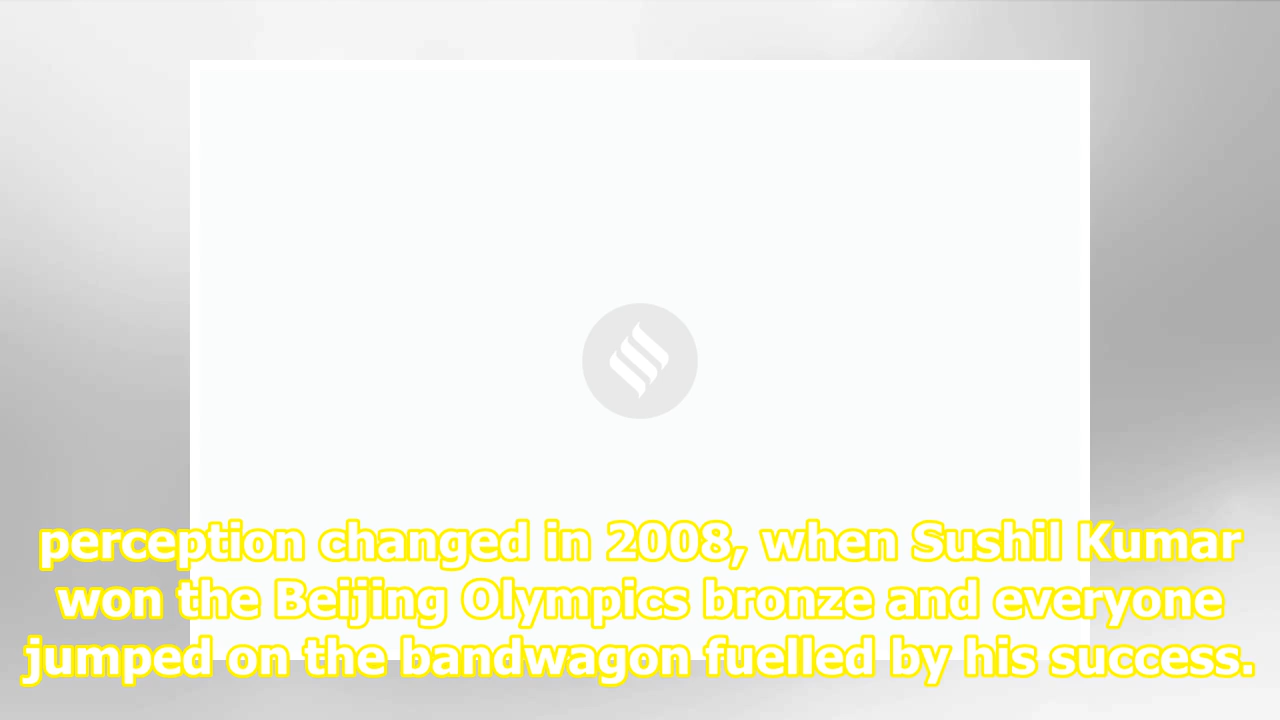 perception changed in 2008, when Sushil Kumar
won the Beijing Olympics bronze and everyone
jumped on the bandwagon fuelled by his success.